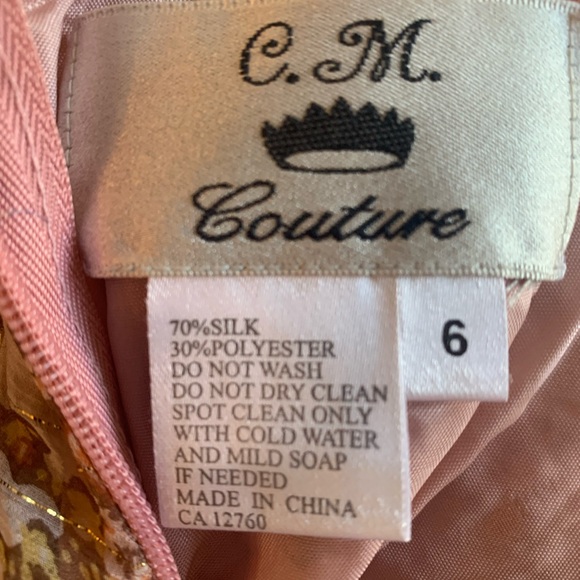 C. M.
Couture
70%SILK
30%POLYESTER
DO NOT WASH
DO NOT DRY CLEAN
SPOT CLEAN ONLY
WITH COLD WATER
AND MILD SOAP
IF NEEDED
MADE IN CHINA
CA 12760
6